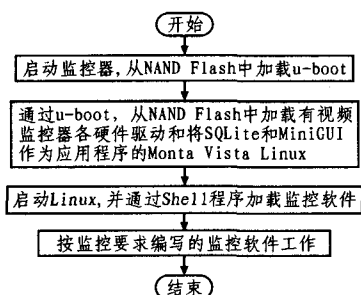 开始
启动监控器,从NAND Flash中加载u-boot
通过u-boot, 从NAND Flash中加载有视频
监控器各硬件驱动和将SQLite和MiniGUI
作为应用程序的Monta Vista Linux
启动Linux,并通过Shell程序加载监控软件
按监控要求编写的监控软件工作
结束